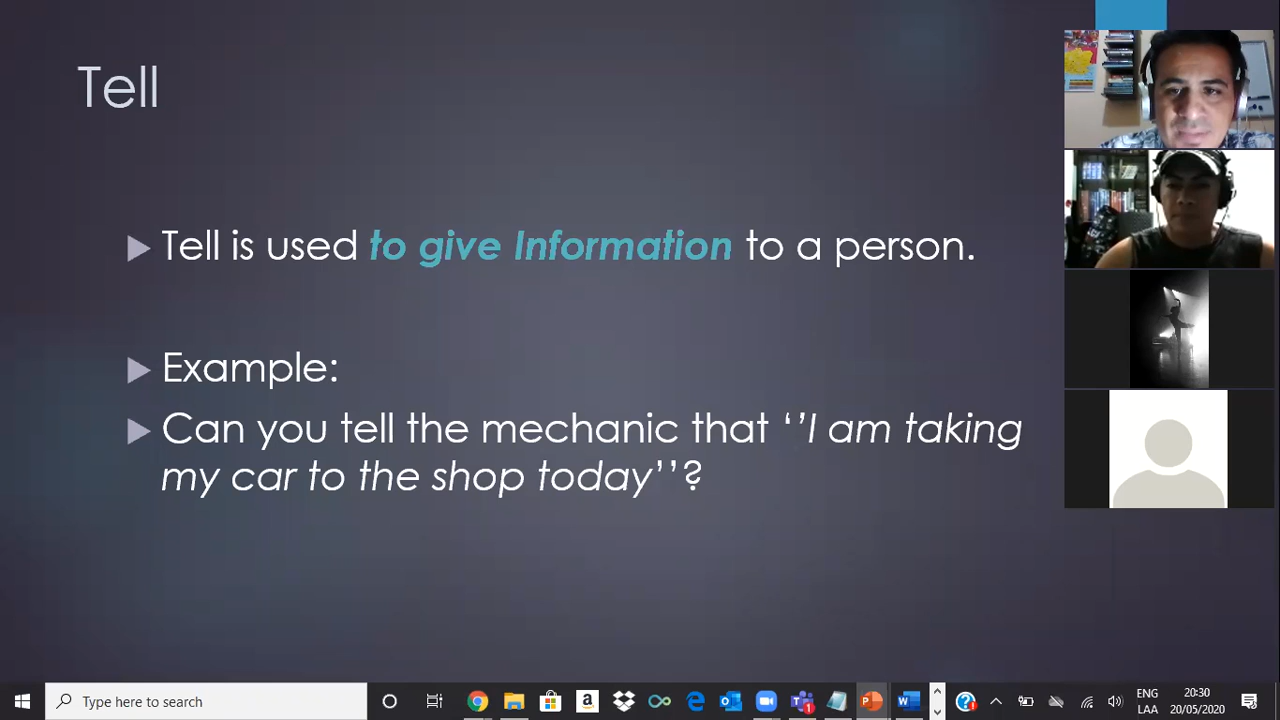 Tell
Tell is used to give Information to a person.
Example:
Can you tell the mechanic that ‘’I am taking
my car to the shop today’’?
Type here to search
ENG
LAA
20:30
20/05/2020